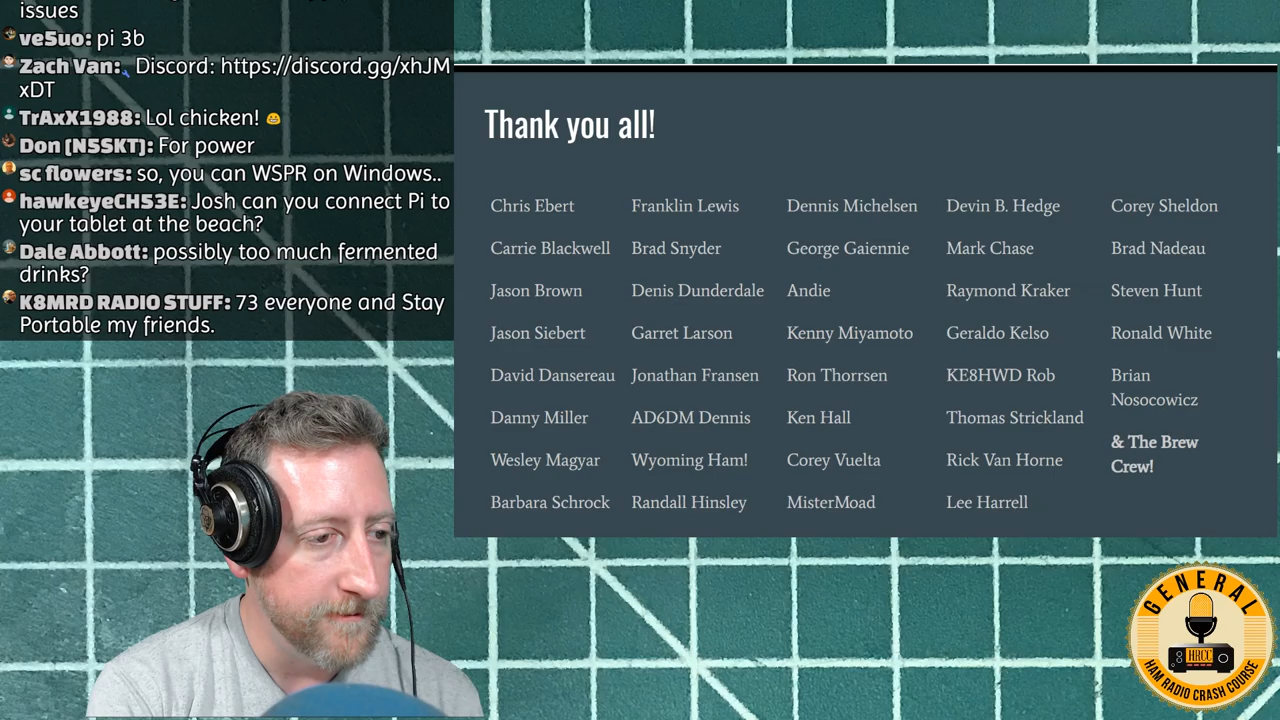 issues
ve5uo: pi 3b
Zach Van: Discord: https://discord.gg/xhJM
xDT
TrAxX1988: Lol chicken! 😄
Don (N5SKT): For power
sc flowers: so, you can WSPR on Windows..
hawkeyeCH53E: Josh can you connect Pi to
your tablet at the beach?
Dale Abbott: possibly too much fermented
drinks?
K8MRD RADIO STUFF: 73 everyone and Stay
Portable my friends.
Thank you all!
Chris Ebert Franklin Lewis Dennis Michelsen Devin B. Hedge Corey Sheldon
Carrie Blackwell Brad Snyder George Gaiennie Mark Chase Brad Nadeau
Jason Brown Denis Dunderdale Andie Raymond Kraker Steven Hunt
Jason Siebert Garret Larson Kenny Miyamoto Geraldo Kelso Ronald White
David Dansereau Jonathan Fransen Ron Thorrsen KE8HWD Rob Brian
Nosocowicz
Danny Miller AD6DM Dennis Ken Hall Thomas Strickland & The Brew
Crew!
Wesley Magyar Wyoming Ham! Corey Vuelta Rick Van Horne
Barbara Schrock Randall Hinsley MisterMoad Lee Harrell
GENERAL
HRCC
HAM RADIO CRASH COURSE